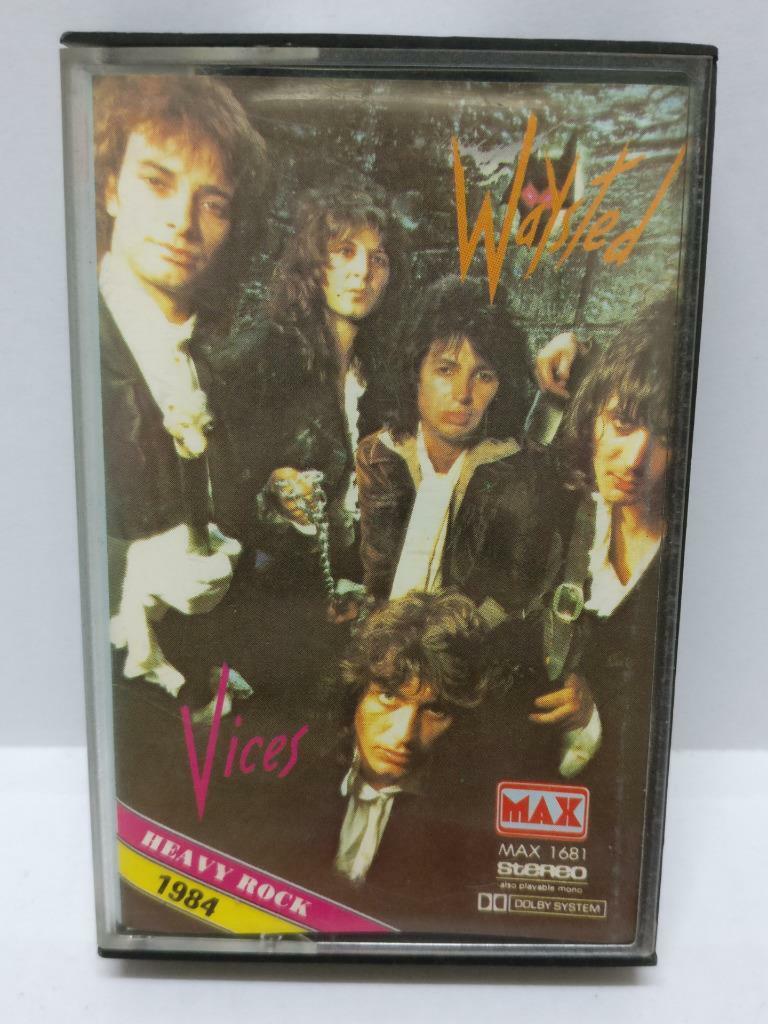 Waysted
Vices
HEAVY ROCK
1984
MAX
MAX 1681
STEREO
also playable mono
DOLBY SYSTEM